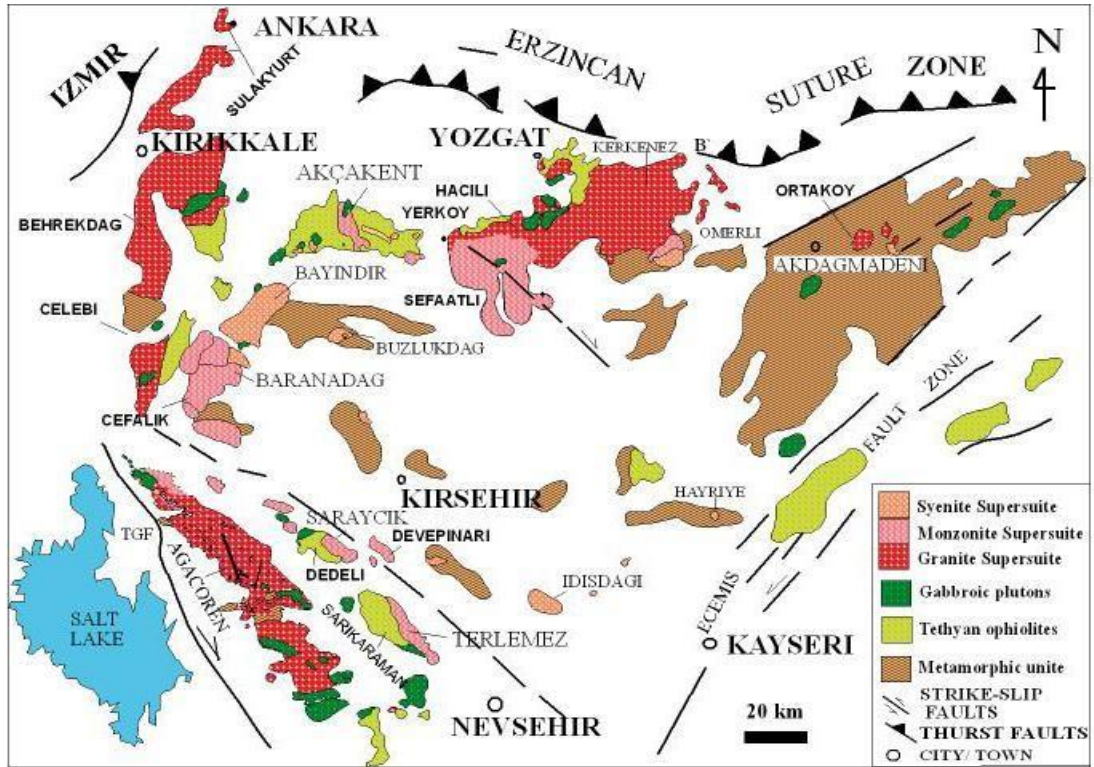 ANKARA
SULAKYURT
IZMIR
ERZINCAN
SUTURE
ZONE
N
KIRIKKALE
YOZGAT
KERKENEZ
B`
AKÇAKENT
HACILI
ORTAKOY
BEHREKDAG
YERKOY
OMERLI
AKDAGMADENI
BAYINDIR
CELEBI
SEFAATLI
BUZLUKDAG
BARANADAG
CEFALIK
ECEMIS
FAULT
ZONE
KIRSEHIR
HAYRIYE
SARAYCIK
TGF
DEVEPINARI
AGACOREN
DEDELI
IDISDAGI
SALT
LAKE
SARIKARAMAN
TERLEMEZ
KAYSERI
NEVSEHIR
20 km
Syenite Supersuite
Monzonite Supersuite
Granite Supersuite
Gabbroic plutons
Tethyan ophiolites
Metamorphic unite
STRIKE-SLIP
FAULTS
THURST FAULTS
CITY/ TOWN